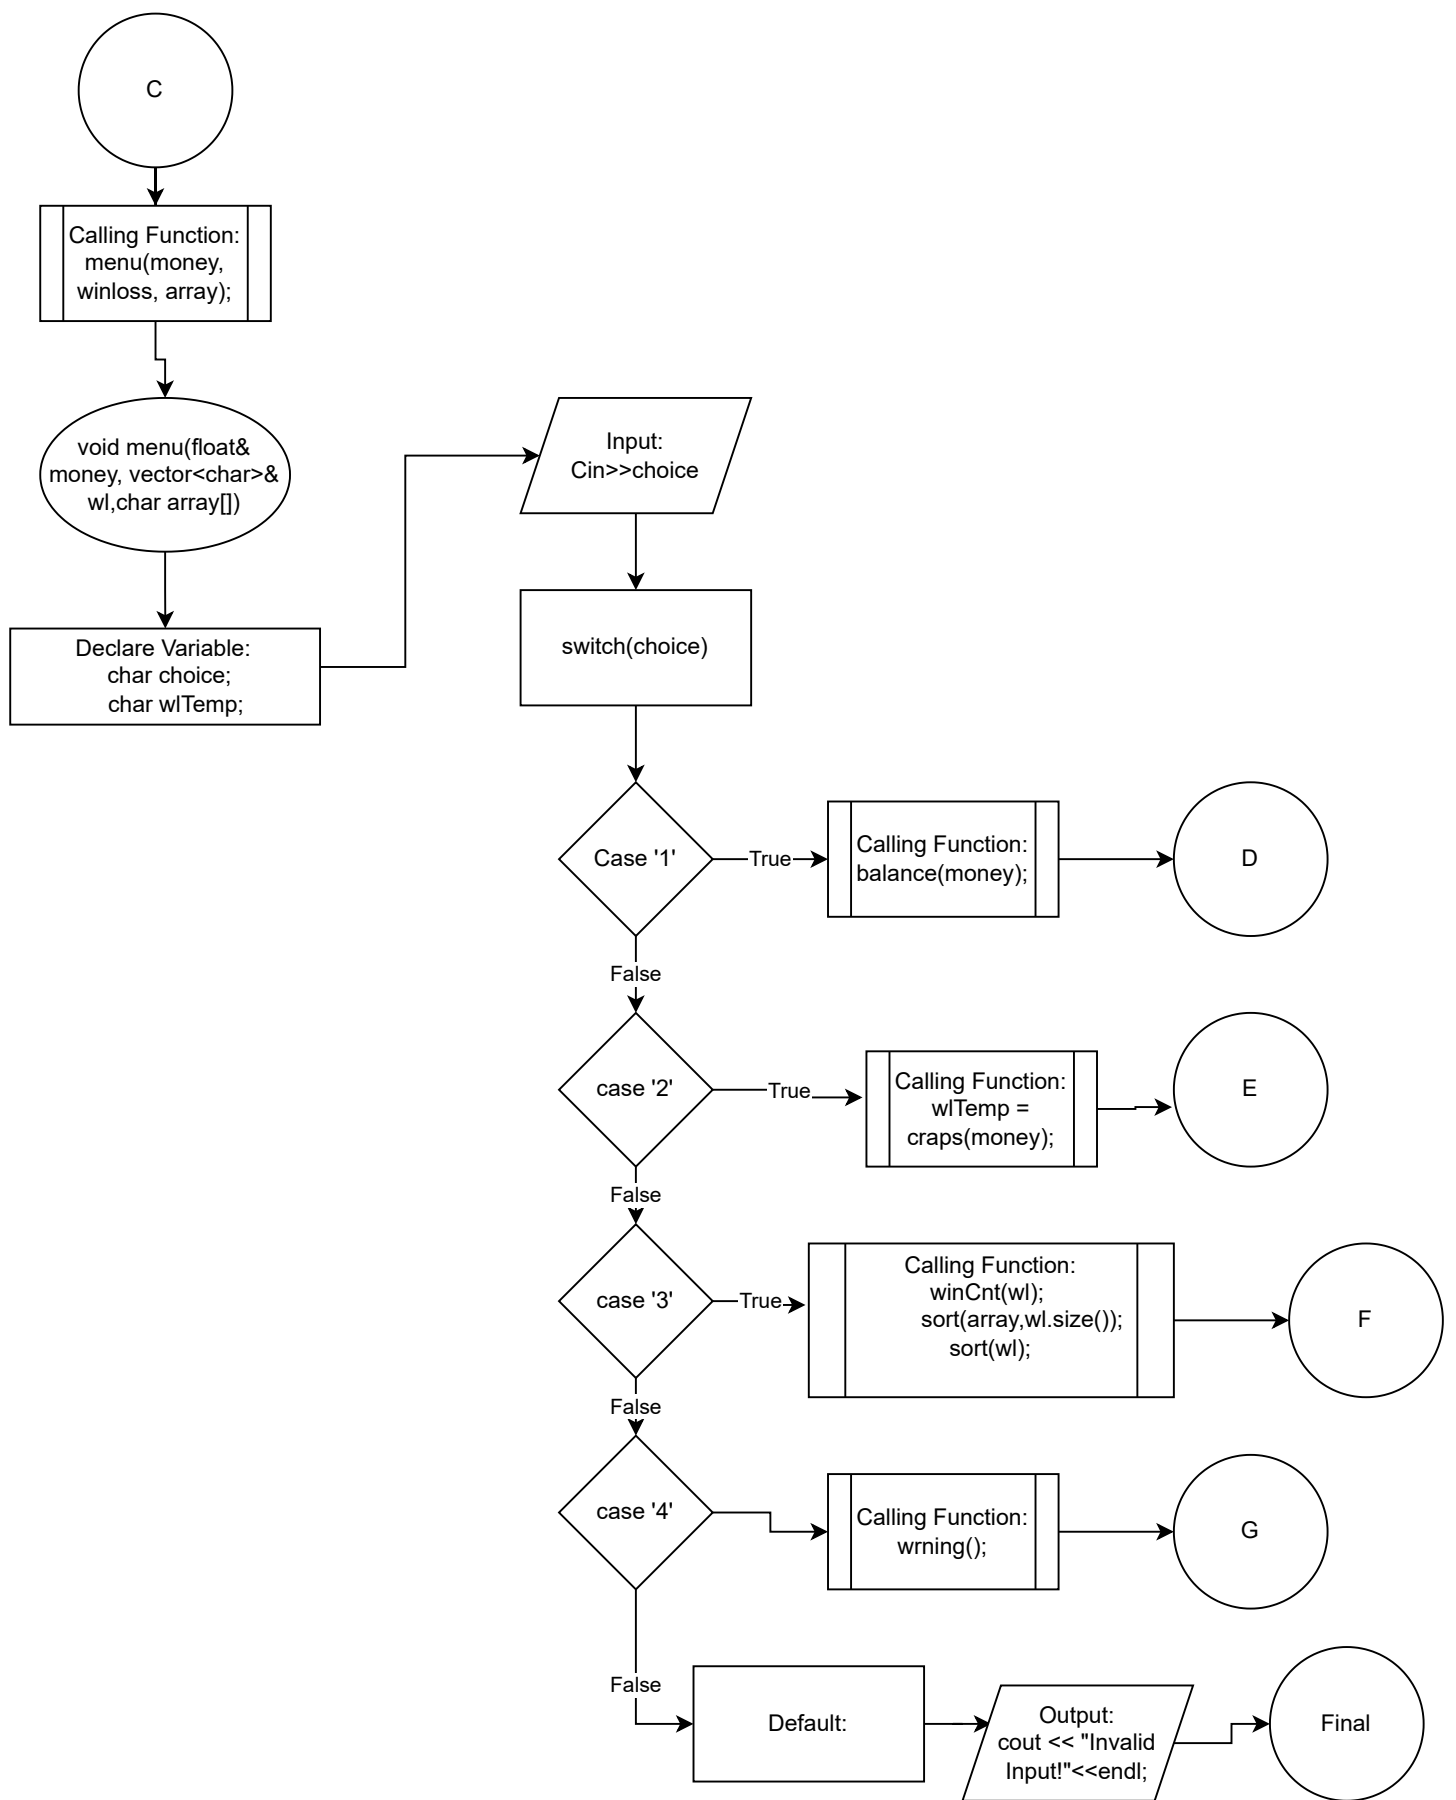 C
Calling Function:
menu(money,
winloss, array);
void menu(float&
money, vector<char>&
wl,char array[])
Declare Variable:
char choice;
char wlTemp;
Input:
Cin>>choice
switch(choice)
Case '1'
True
Calling Function:
balance(money);
D
False
case '2'
True
Calling Function:
wlTemp =
craps(money);
E
False
case '3'
True
Calling Function:
winCnt(wl);
sort(array,wl.size());
sort(wl);
F
False
case '4'
Calling Function:
wrning();
G
False
Default:
Output:
cout << "Invalid
Input!"<<endl;
Final